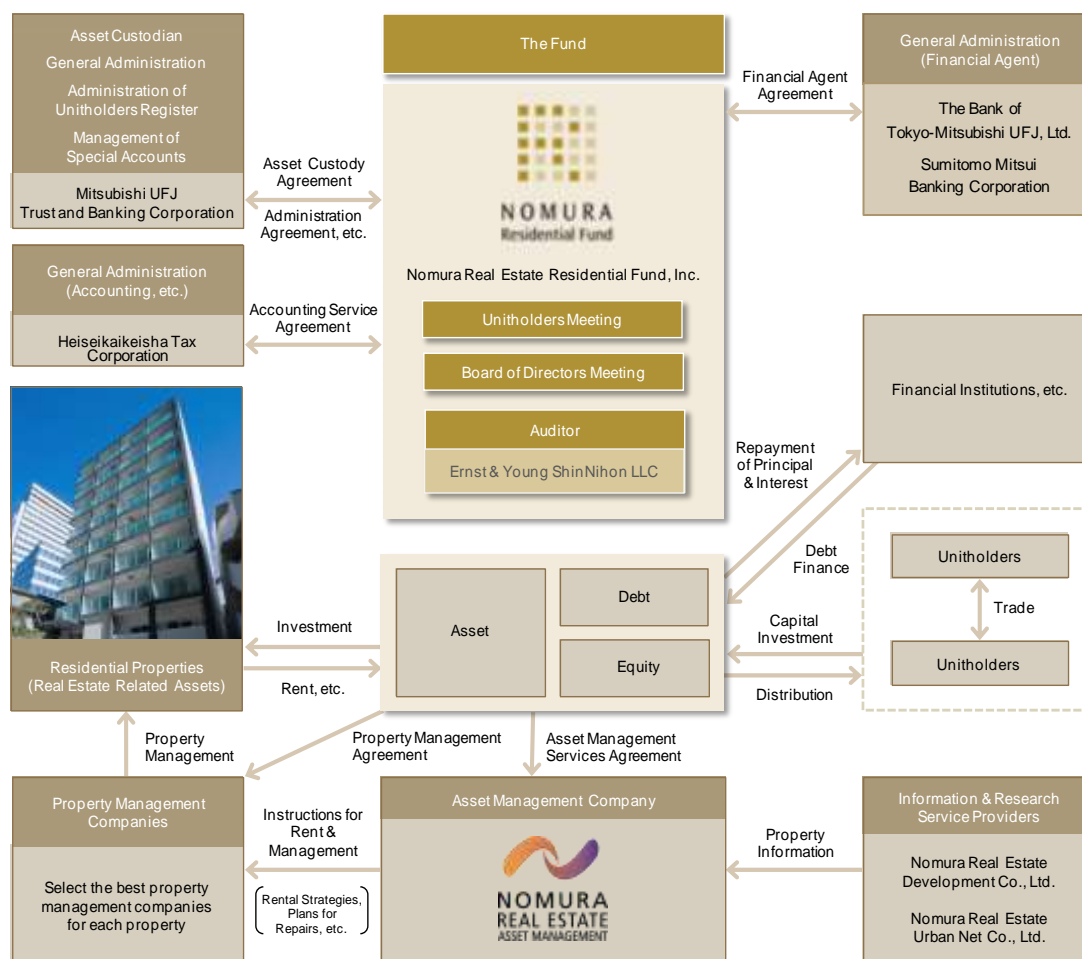 Asset Custodian
General Administration
Administration of
Unitholders Register
Management of
Special Accounts
Mitsubishi UFJ
Trust and Banking Corporation
Asset Custody
Agreement
Administration
Agreement, etc.
The Fund
NOMURA
Residential Fund
Nomura Real Estate Residential Fund, Inc.
Unitholders Meeting
Board of Directors Meeting
Auditor
Ernst & Young ShinNihon LLC
Financial Agent
Agreement
General Administration
(Financial Agent)
The Bank of
Tokyo-Mitsubishi UFJ, Ltd.
Sumitomo Mitsui
Banking Corporation
General Administration
(Accounting, etc.)
Heiseikaikeisha Tax
Corporation
Accounting Service
Agreement
Financial Institutions, etc.
Repayment
of Principal
& Interest
Debt
Finance
Unitholders
Trade
Unitholders
Capital
Investment
Distribution
Asset
Debt
Equity
Investment
Rent, etc.
Residential Properties
(Real Estate Related Assets)
Property
Management
Property Management
Agreement
Asset Management
Services Agreement
Property Management
Companies
Select the best property
management companies
for each property
Instructions for
Rent &
Management
Rental Strategies,
Plans for
Repairs, etc.
Asset Management Company
NOMURA
REAL ESTATE
ASSET MANAGEMENT
Property
Information
Information & Research
Service Providers
Nomura Real Estate
Development Co., Ltd.
Nomura Real Estate
Urban Net Co., Ltd.